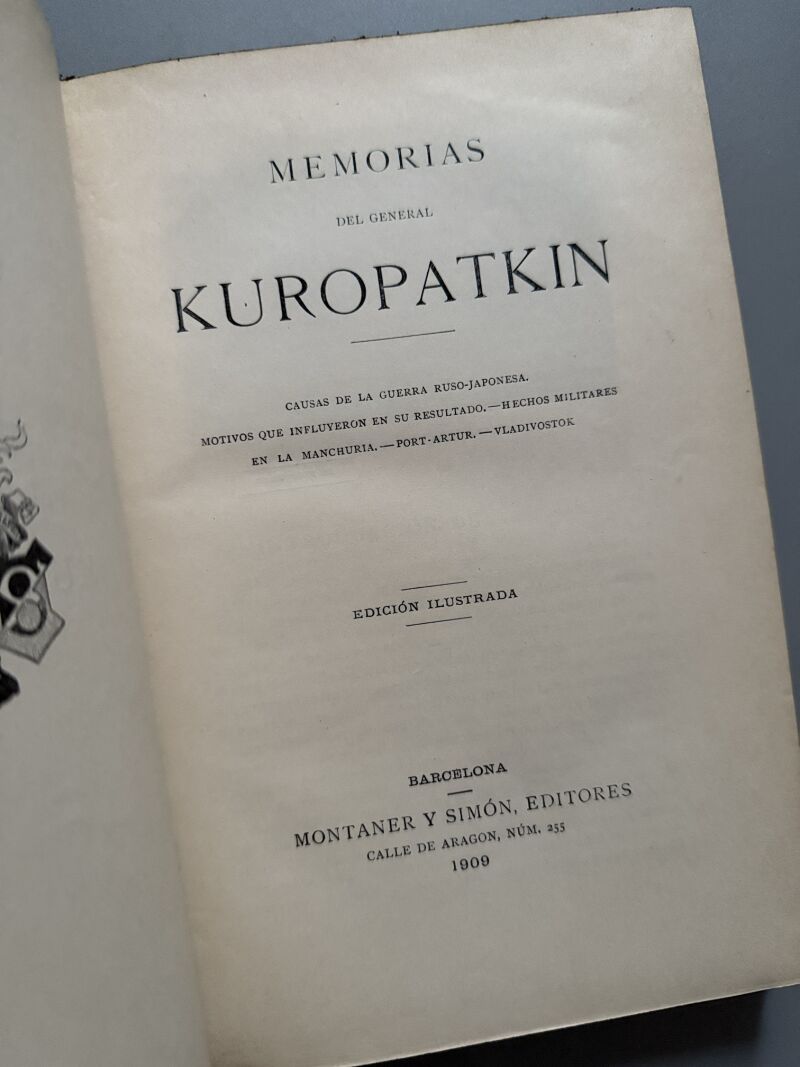 MEMORIAS
DEL GENERAL
KUROPATKIN
CAUSAS DE LA GUERRA RUSO-JAPONESA.
MOTIVOS QUE INFLUYERON EN SU RESULTADO.—HECHOS MILITARES
EN LA MANCHURIA.—PORT-ARTUR.—VLADIVOSTOK
EDICIÓN ILUSTRADA
BARCELONA
MONTANER Y SIMÓN, EDITORES
CALLE DE ARAGON, NÚM. 255
1909